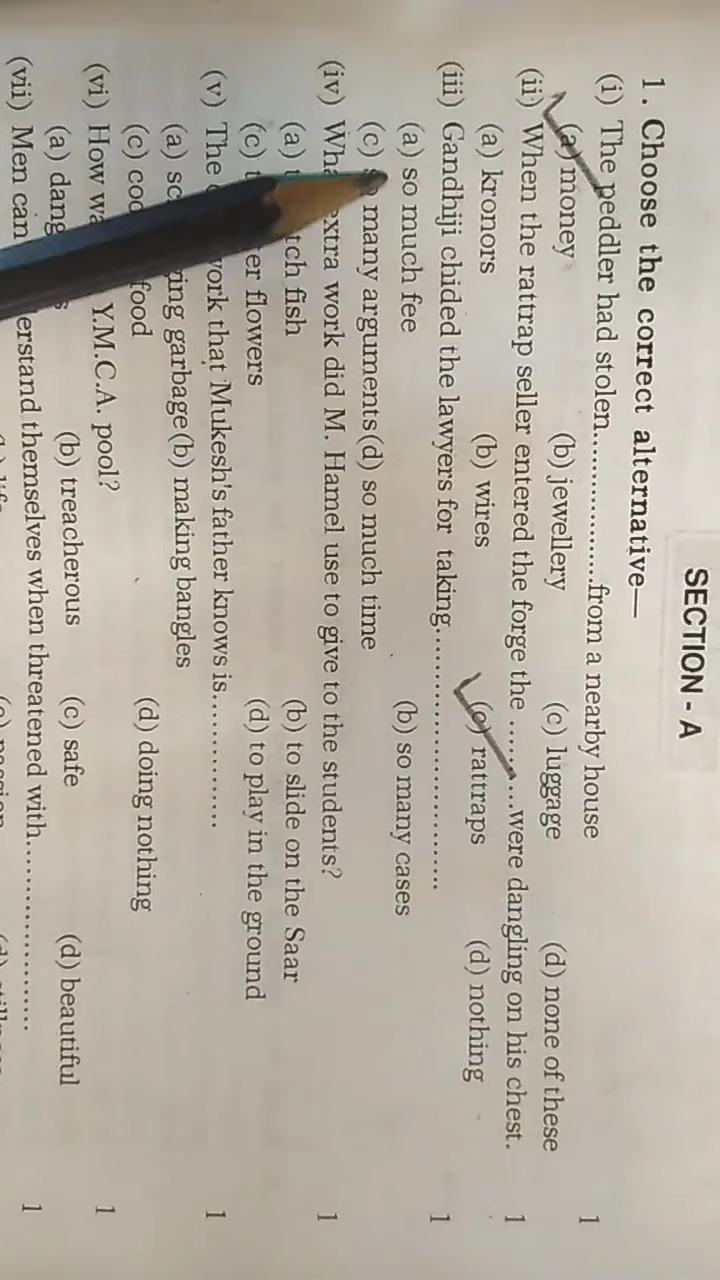 SECTION - A
1. Choose the correct alternative—
(i) The peddler had stolen....................from a nearby house 1
(a) money (b) jewellery (c) luggage (d) none of these
(ii) When the rattrap seller entered the forge the ..........were dangling on his chest. 1
(a) kronors (b) wires (c) rattraps (d) nothing
(iii) Gandhiji chided the lawyers for taking.............................. 1
(a) so much fee (b) so many cases
(c) many arguments (d) so much time
(iv) extra work did M. Hamel use to give to the students? 1
(a) fish (b) to slide on the Saar
(c) flowers (d) to play in the ground
(v) The that Mukesh's father knows is............... 1
(a) garbage (b) making bangles
(c) food (d) doing nothing
(vi) How Y.M.C.A. pool? 1
(a) (b) treacherous (c) safe (d) beautiful
(vii) Men can themselves when threatened with..................... 1